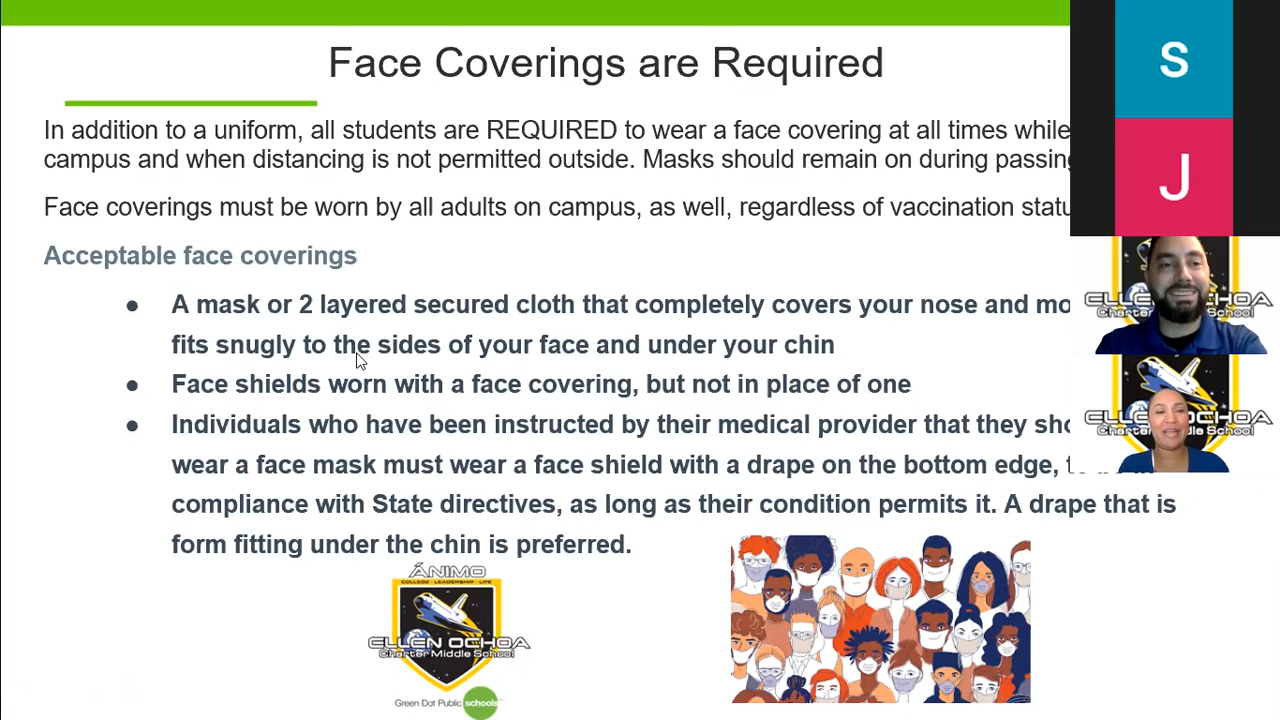 Face Coverings are Required
In addition to a uniform, all students are REQUIRED to wear a face covering at all times while
campus and when distancing is not permitted outside. Masks should remain on during passing
Face coverings must be worn by all adults on campus, as well, regardless of vaccination statu
Acceptable face coverings
● A mask or 2 layered secured cloth that completely covers your nose and mo
fits snugly to the sides of your face and under your chin
● Face shields worn with a face covering, but not in place of one
● Individuals who have been instructed by their medical provider that they sho
wear a face mask must wear a face shield with a drape on the bottom edge,
compliance with State directives, as long as their condition permits it. A drape that is
form fitting under the chin is preferred.
ÁNIMO
COLLEGE · LEADERSHIP · LIFE
ELLEN OCHOA
Charter Middle School
Green Dot Public schools
S
J
ELLEN OCHOA
Charter Middle School
ELLEN OCHOA
Charter School